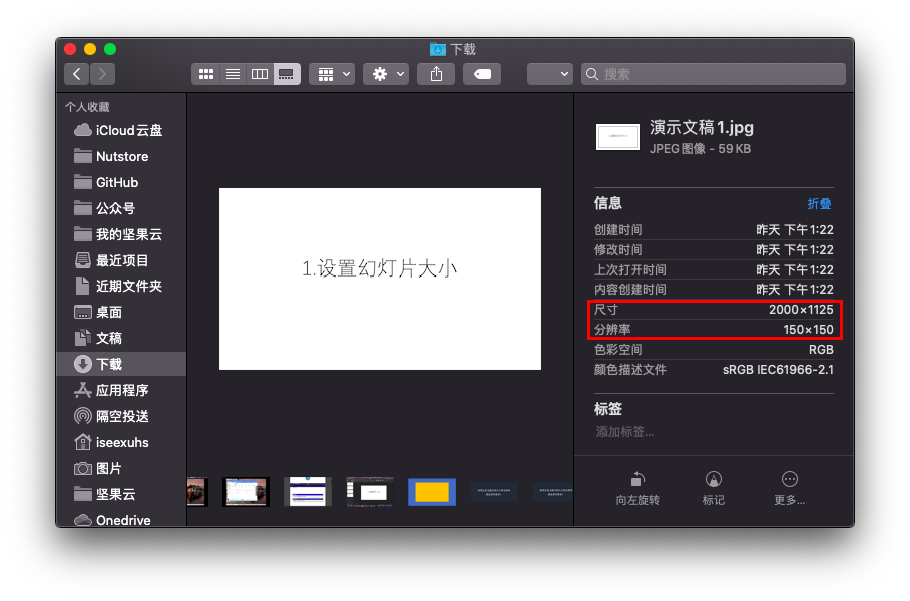 下载
搜索
个人收藏
iCloud云盘
Nutstore
GitHub
公众号
我的坚果云
最近项目
近期文件夹
桌面
文稿
下载
应用程序
隔空投送
iseexuhs
图片
坚果云
Onedrive
1.设置幻灯片大小
演示文稿1.jpg
JPEG图像 - 59 KB
信息 折叠
创建时间 昨天 下午1:22
修改时间 昨天 下午1:22
上次打开时间 昨天 下午1:22
内容创建时间 昨天 下午1:22
尺寸 2000×1125
分辨率 150×150
色彩空间 RGB
颜色描述文件 sRGB IEC61966-2.1
标签
添加标签...
向左旋转 标记 更多...